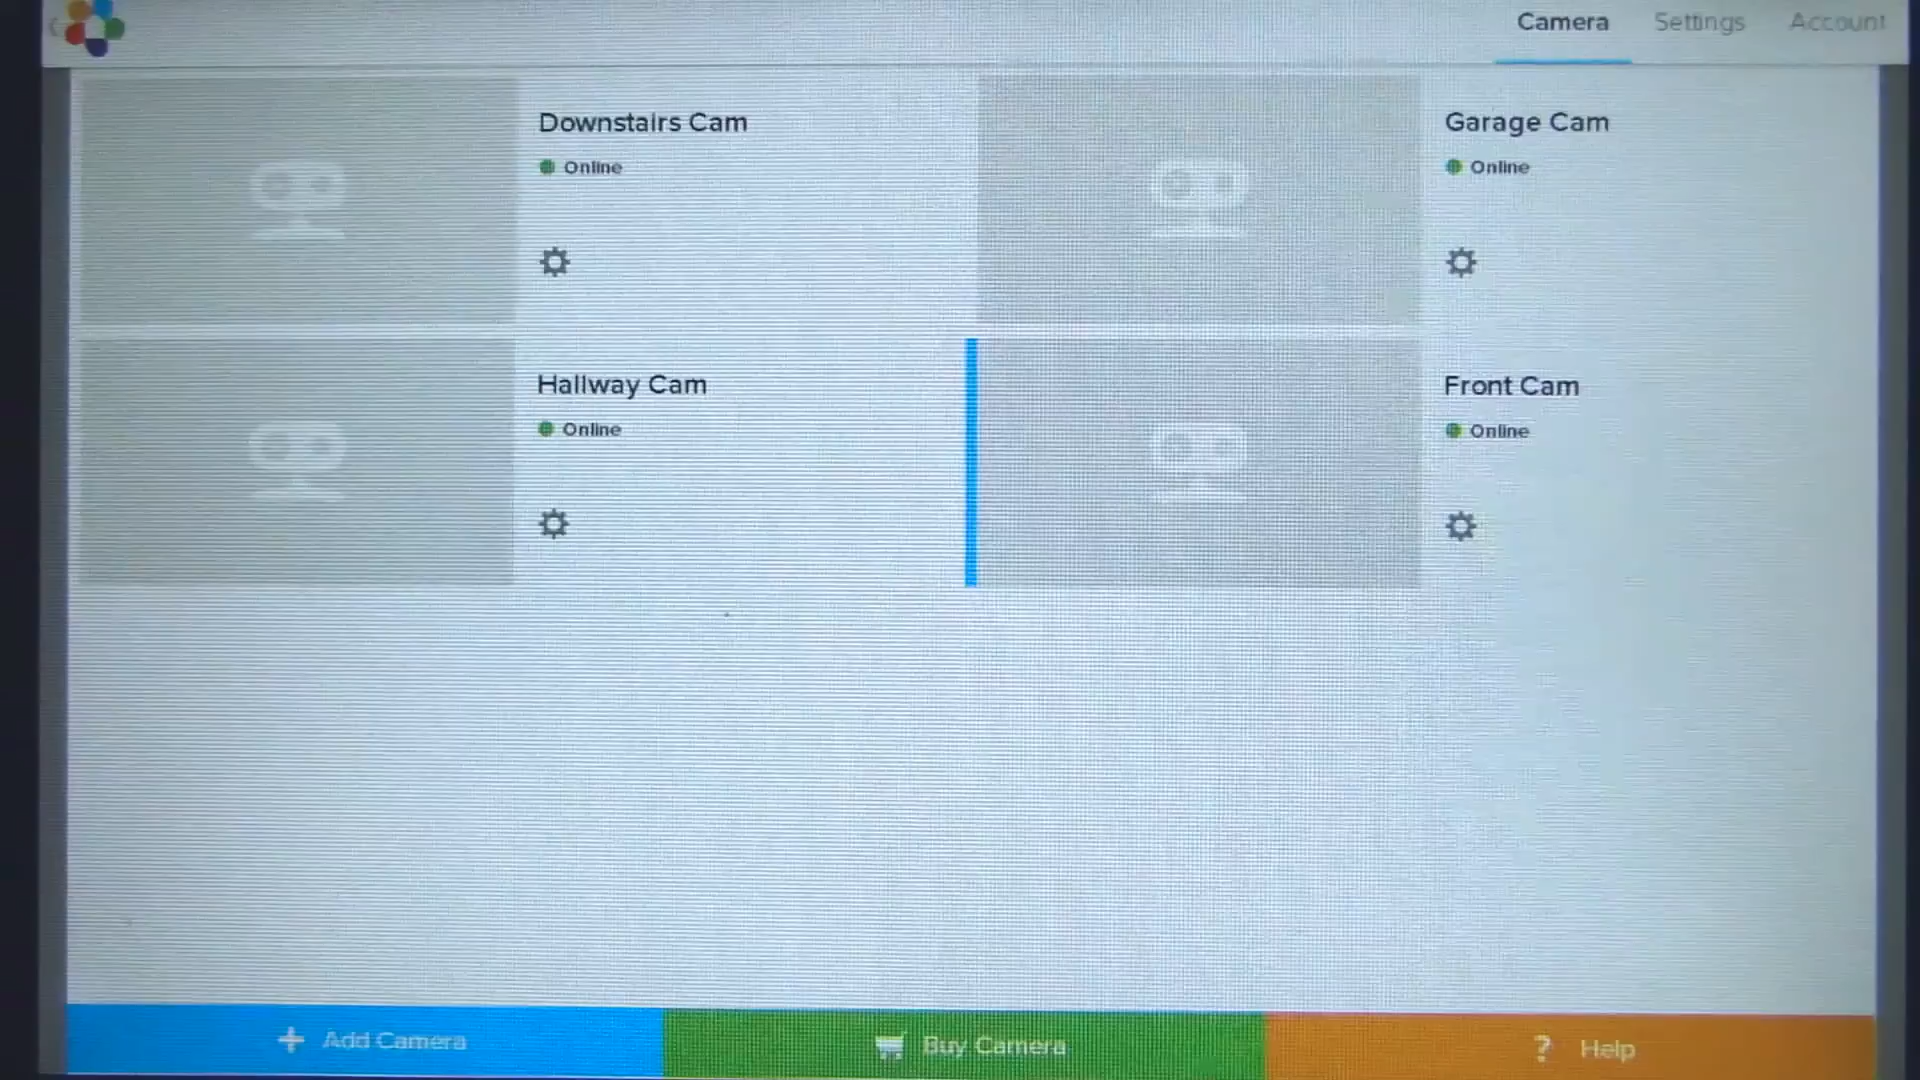 Camera Settings Account
Downstairs Cam
Online
Garage Cam
Online
Hallway Cam
Online
Front Cam
Online
Add Camera
Buy Camera
? Help